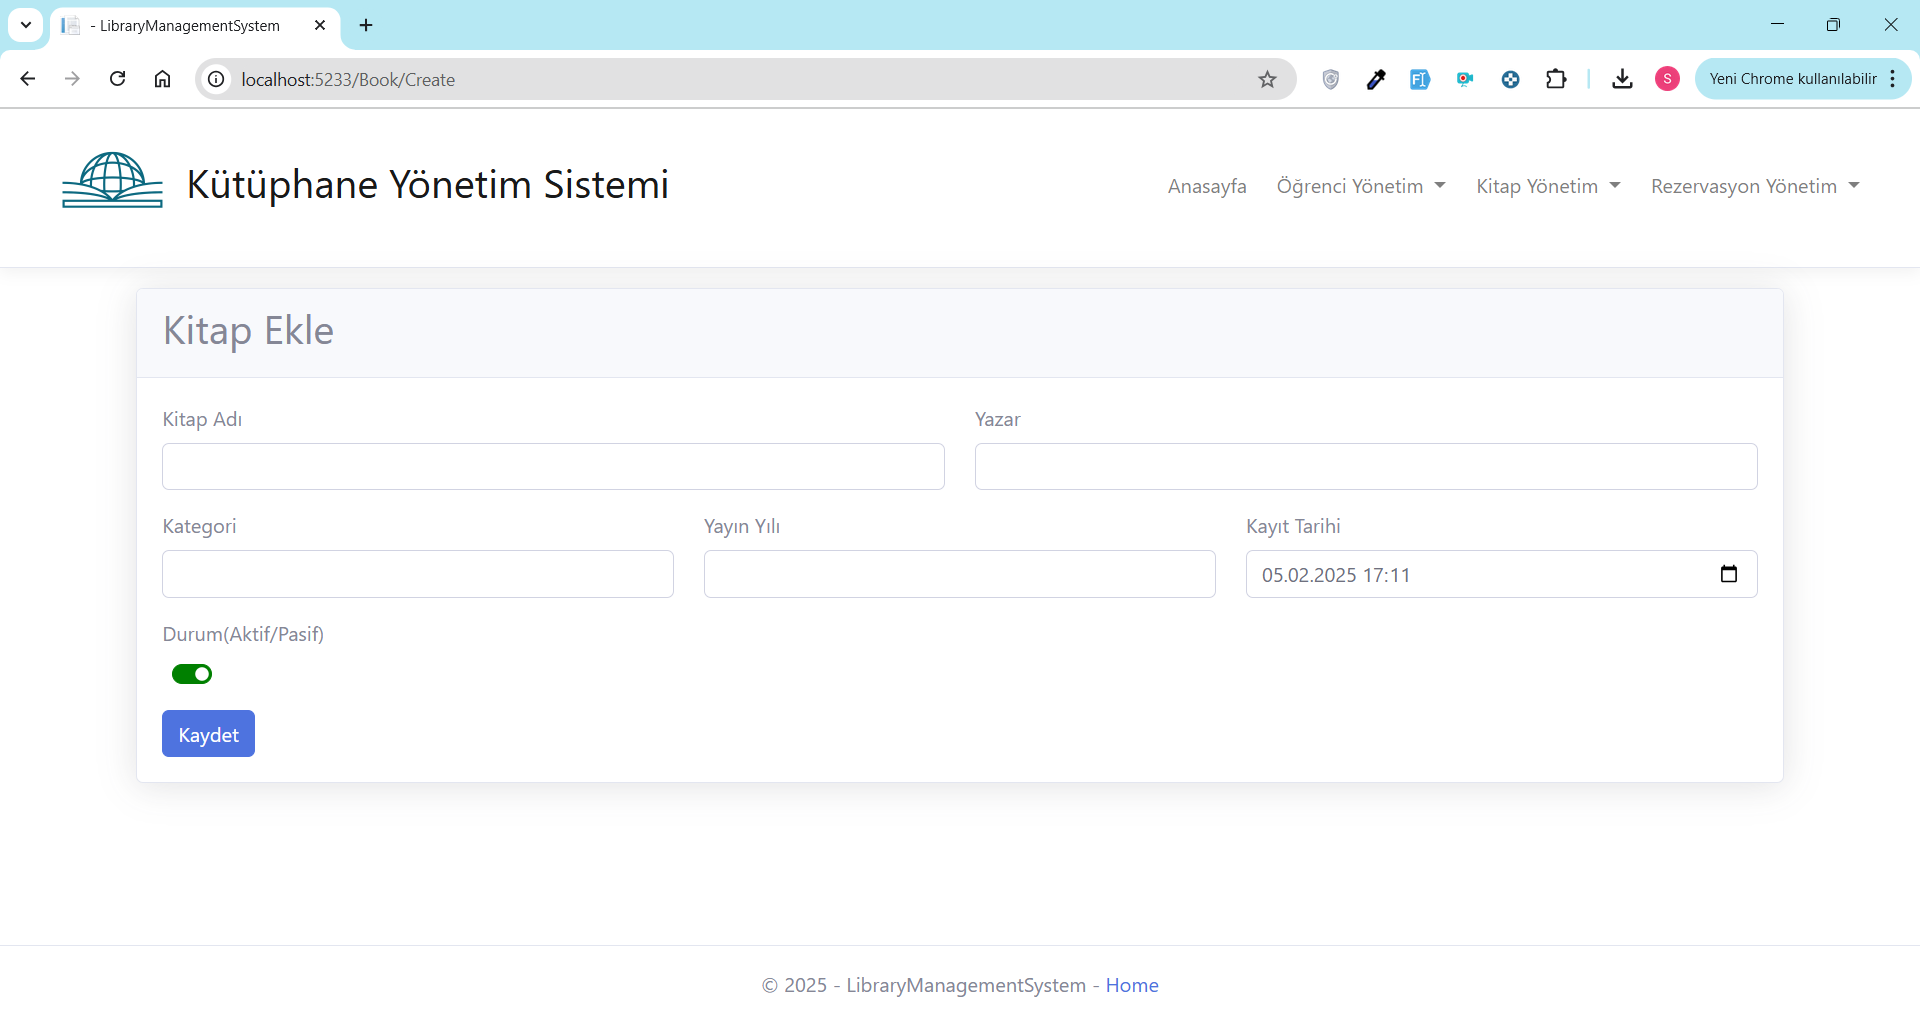 - LibraryManagementSystem
localhost:5233/Book/Create
S
Yeni Chrome kullanılabilir
Kütüphane Yönetim Sistemi
Anasayfa Öğrenci Yönetim Kitap Yönetim Rezervasyon Yönetim
Kitap Ekle
Kitap Adı Yazar
Kategori Yayın Yılı Kayıt Tarihi
05.02.2025 17:11
Durum(Aktif/Pasif)
Kaydet
© 2025 - LibraryManagementSystem - Home